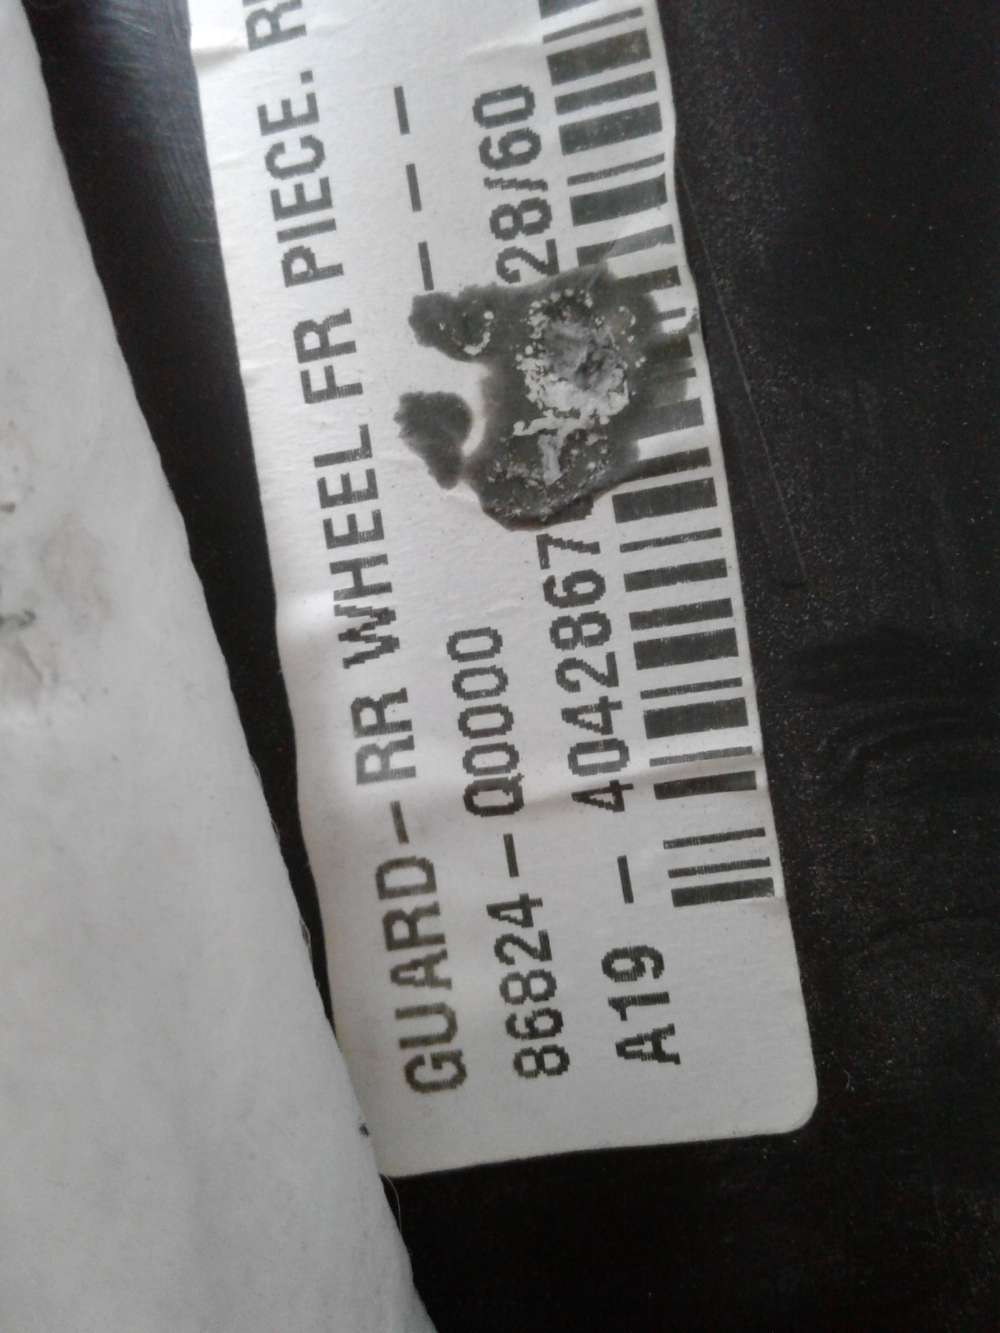 GUARD-RR WHEEL FR PIECE.
86824-Q0000 ---
A19 - 4042867 28/60